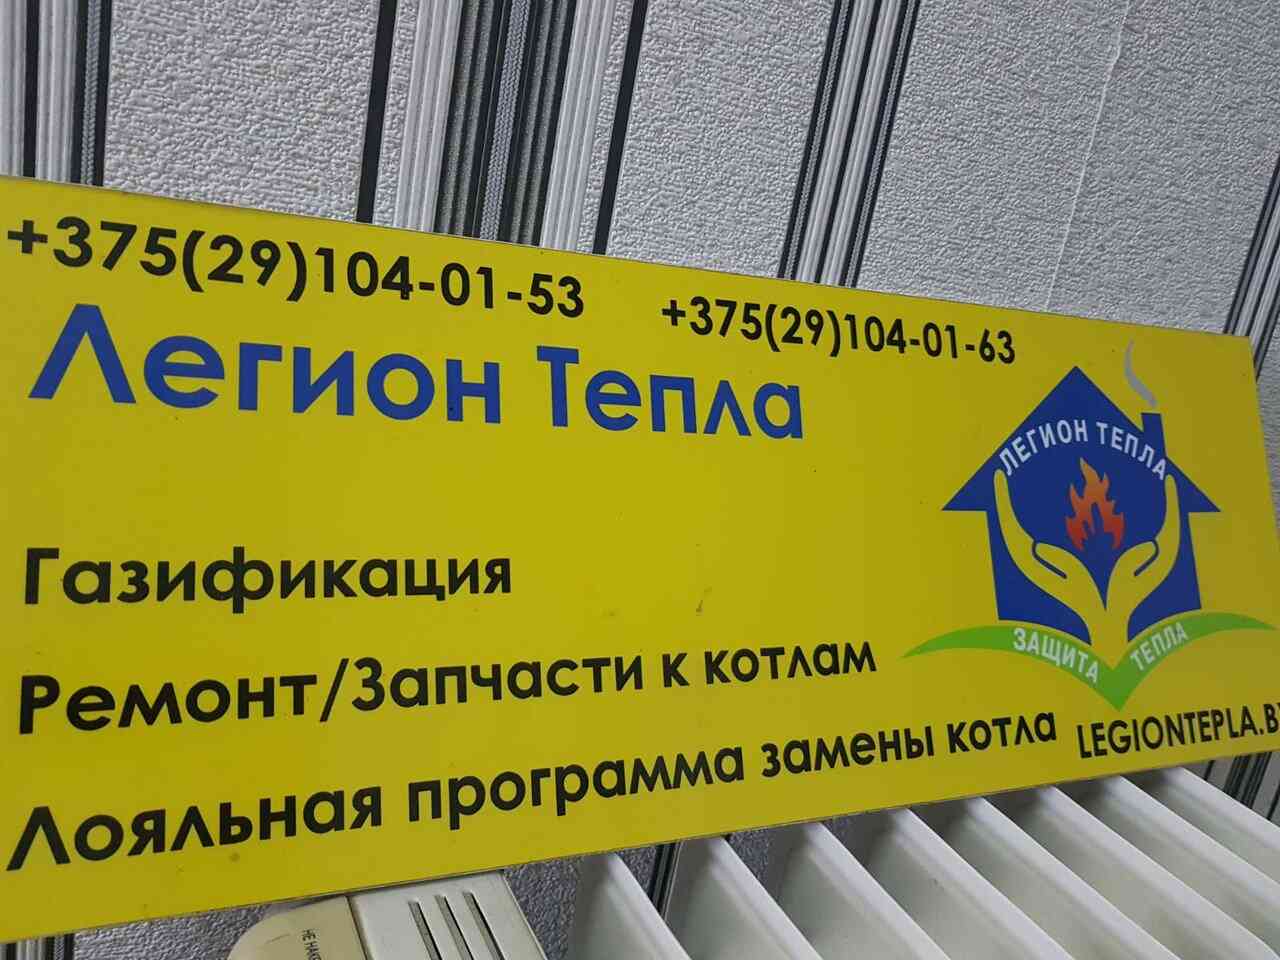 +375(29)104-01-53
+375(29)104-01-63
Легион Тепла
ЛЕГИОН ТЕПЛА
Газификация
ЗАЩИТА ТЕПЛА
Ремонт/Запчасти к котлам
Лояльная программа замены котла
LEGIONTEPLA.BY